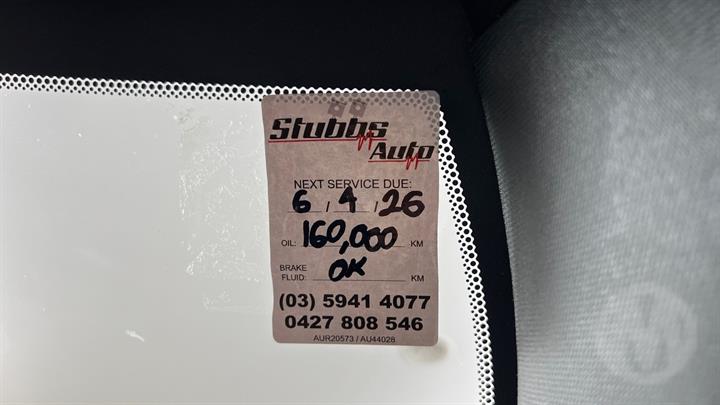 Stubbs
Auto
NEXT SERVICE DUE:
6 / 4 / 26
OIL: 160,000 KM
BRAKE
FLUID: OK KM
(03) 5941 4077
0427 808 546
AUR20573 / AU44028